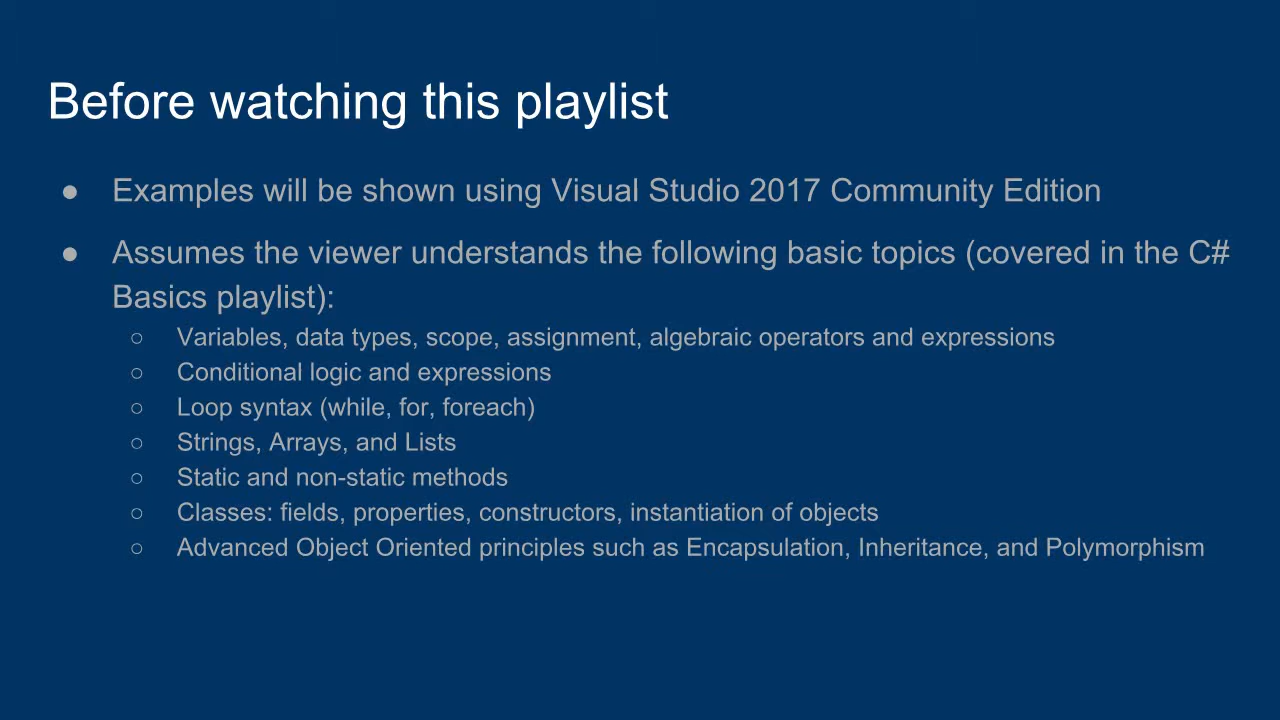 Before watching this playlist
● Examples will be shown using Visual Studio 2017 Community Edition
● Assumes the viewer understands the following basic topics (covered in the C#
Basics playlist):
○ Variables, data types, scope, assignment, algebraic operators and expressions
○ Conditional logic and expressions
○ Loop syntax (while, for, foreach)
○ Strings, Arrays, and Lists
○ Static and non-static methods
○ Classes: fields, properties, constructors, instantiation of objects
○ Advanced Object Oriented principles such as Encapsulation, Inheritance, and Polymorphism